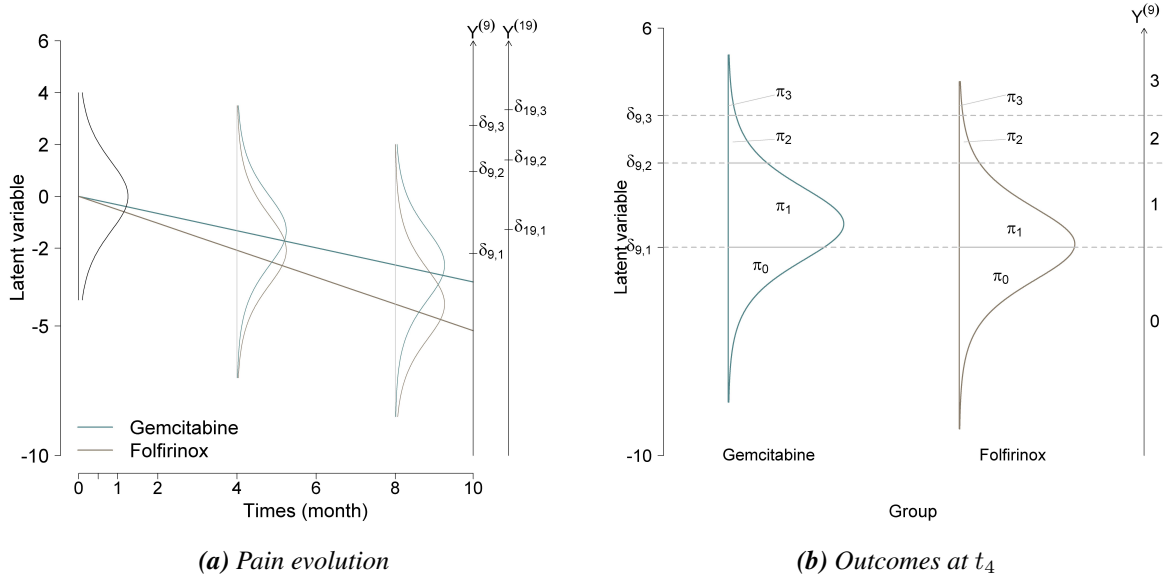 Y(9) Y(19)
6
4
2
0
-2
-5
-10
Latent variable
δ19,3
δ9,3
δ19,2
δ9,2
δ19,1
δ9,1
Gemcitabine
Folfirinox
0 1 2 4 6 8 10
Times (month)
(a) Pain evolution
Y(9)
6
-10
Latent variable
δ9,3
δ9,2
δ9,1
π3
π2
π1
π0
π3
π2
π1
π0
3
2
1
0
Gemcitabine Folfirinox
Group
(b) Outcomes at t4